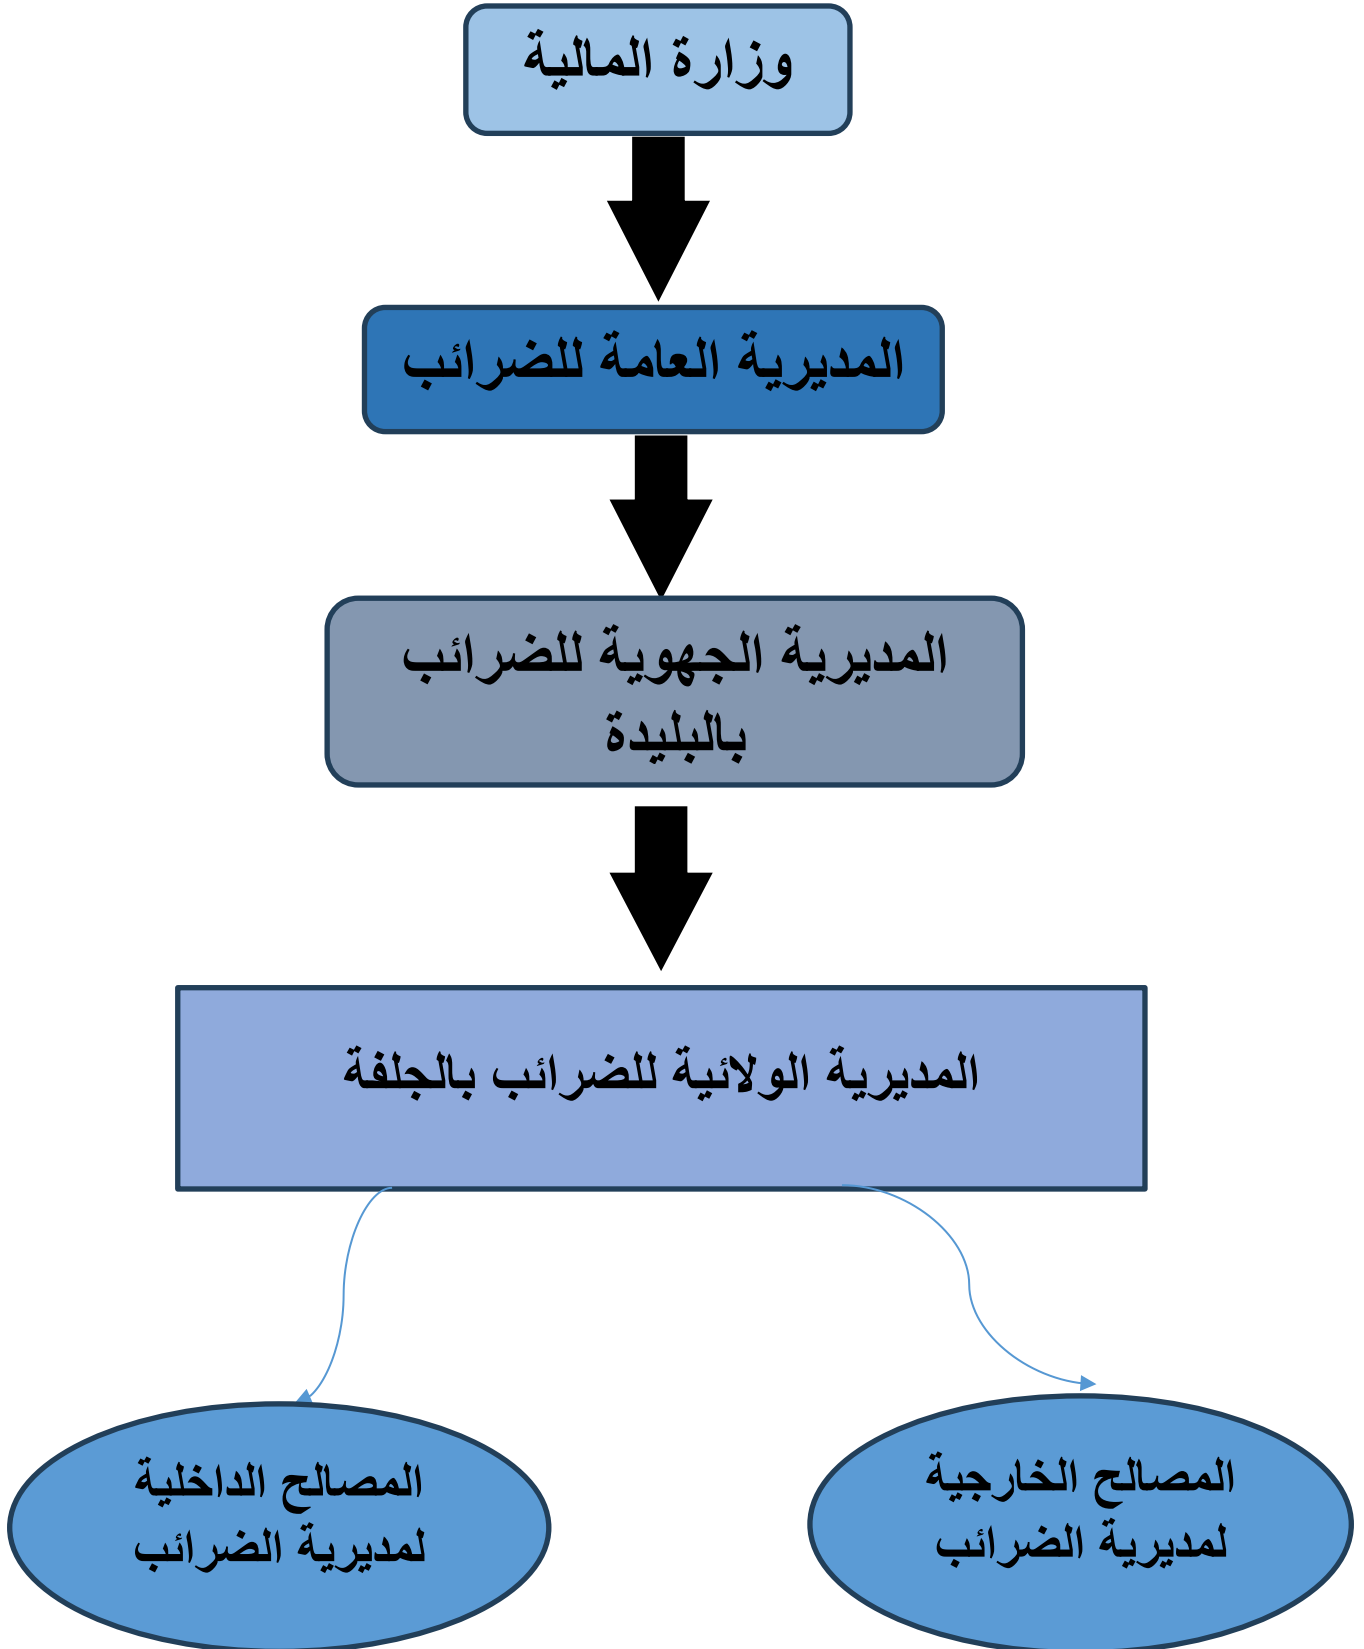 وزارة المالية
المديرية العامة للضرائب
المديرية الجهوية للضرائب
بالبليدة
المديرية الولائية للضرائب بالجلفة
المصالح الخارجية
لمديرية الضرائب
المصالح الداخلية
لمديرية الضرائب